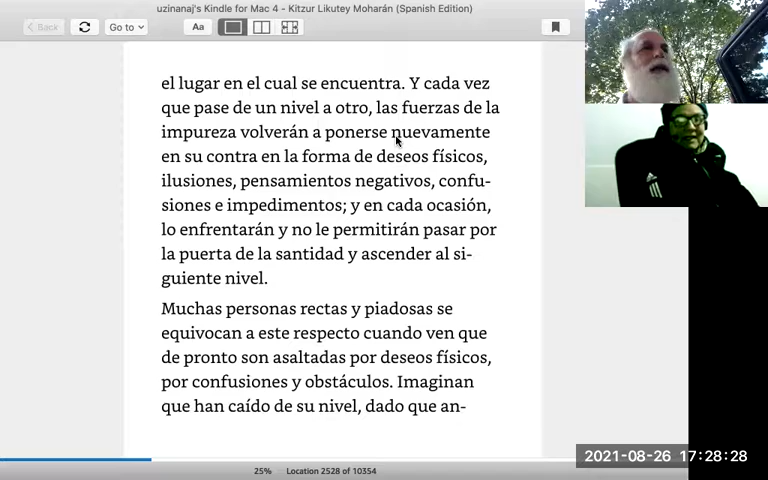 uzinanaj's Kindle for Mac 4 - Kitzur Likutey Moharán (Spanish Edition)
Back
Go to
Aa
el lugar en el cual se encuentra. Y cada vez
que pase de un nivel a otro, las fuerzas de la
impureza volverán a ponerse nuevamente
en su contra en la forma de deseos físicos,
ilusiones, pensamientos negativos, confu-
siones e impedimentos; y en cada ocasión,
lo enfrentarán y no le permitirán pasar por
la puerta de la santidad y ascender al si-
guiente nivel.
Muchas personas rectas y piadosas se
equivocan a este respecto cuando ven que
de pronto son asaltadas por deseos físicos,
por confusiones y obstáculos. Imaginan
que han caído de su nivel, dado que an-
25%
Location 2528 of 10354
2021-08-26 17:28:28